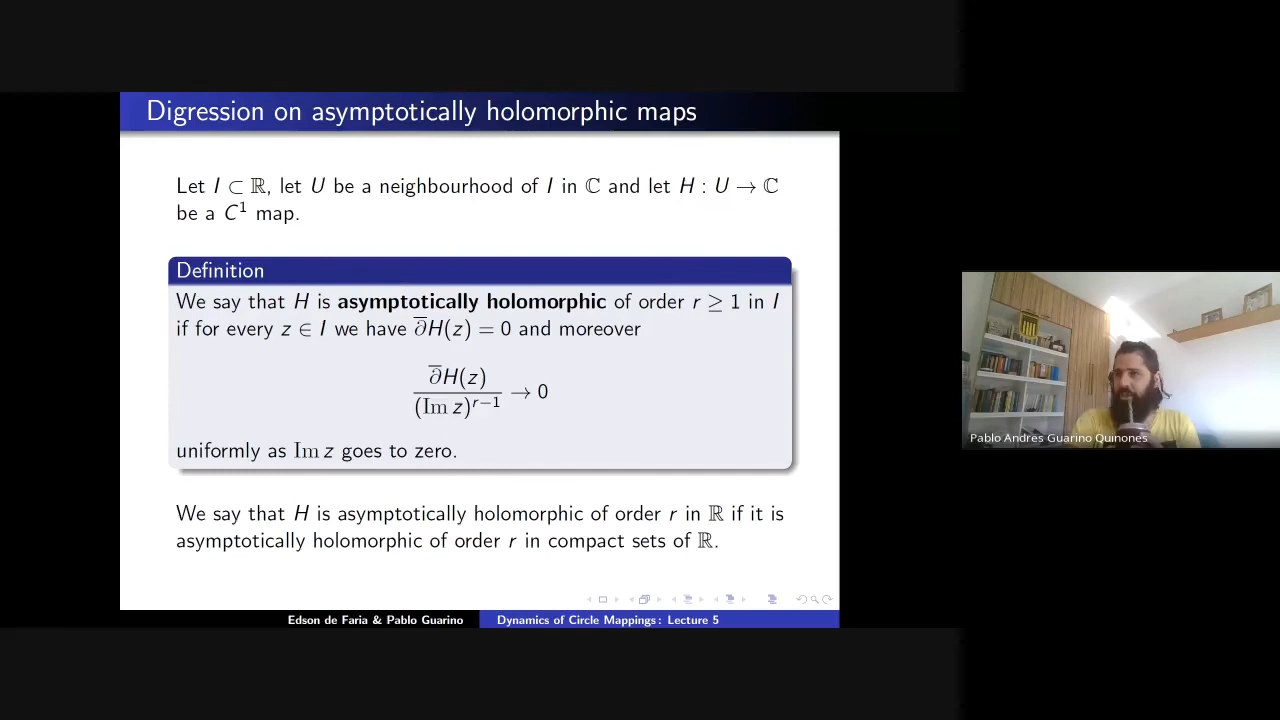 Digression on asymptotically holomorphic maps
Let I ⊂ ℝ, let U be a neighbourhood of I in ℂ and let H : U → ℂ
be a C¹ map.
Definition
We say that H is asymptotically holomorphic of order r ≥ 1 in I
if for every z ∈ I we have ∂̅H(z) = 0 and moreover
∂̅H(z)
(Im z)ʳ⁻¹ → 0
uniformly as Im z goes to zero.
We say that H is asymptotically holomorphic of order r in ℝ if it is
asymptotically holomorphic of order r in compact sets of ℝ.
Edson de Faria & Pablo Guarino
Dynamics of Circle Mappings: Lecture 5
Pablo Andres Guarino Quinones